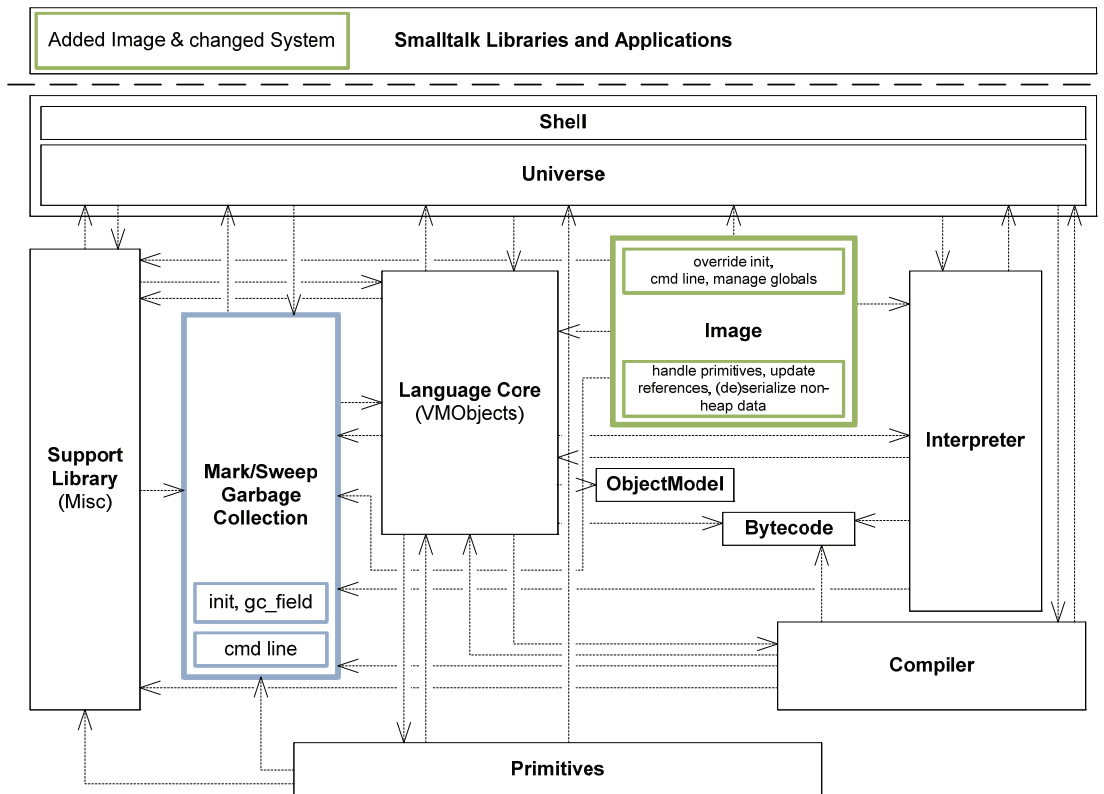 Added Image & changed System
Smalltalk Libraries and Applications
Shell
Universe
override init,
cmd line, manage globals
Image
handle primitives, update
references, (de)serialize non-
heap data
Language Core
(VMObjects)
Interpreter
Support
Library
(Misc)
Mark/Sweep
Garbage
Collection
ObjectModel
Bytecode
init, gc_field
cmd line
Compiler
Primitives